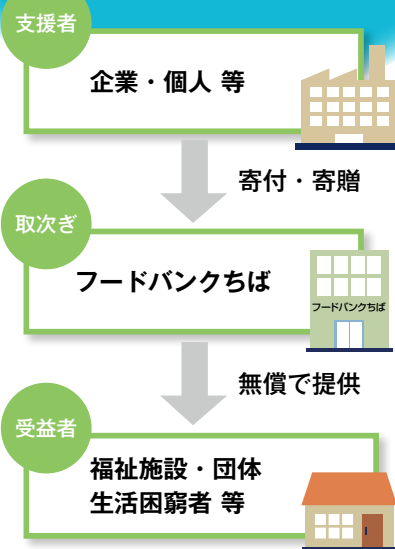 支援者
企業・個人 等
寄付・寄贈
取次ぎ
フードバンクちば
フードバンクちば
無償で提供
受益者
福祉施設・団体
生活困窮者 等